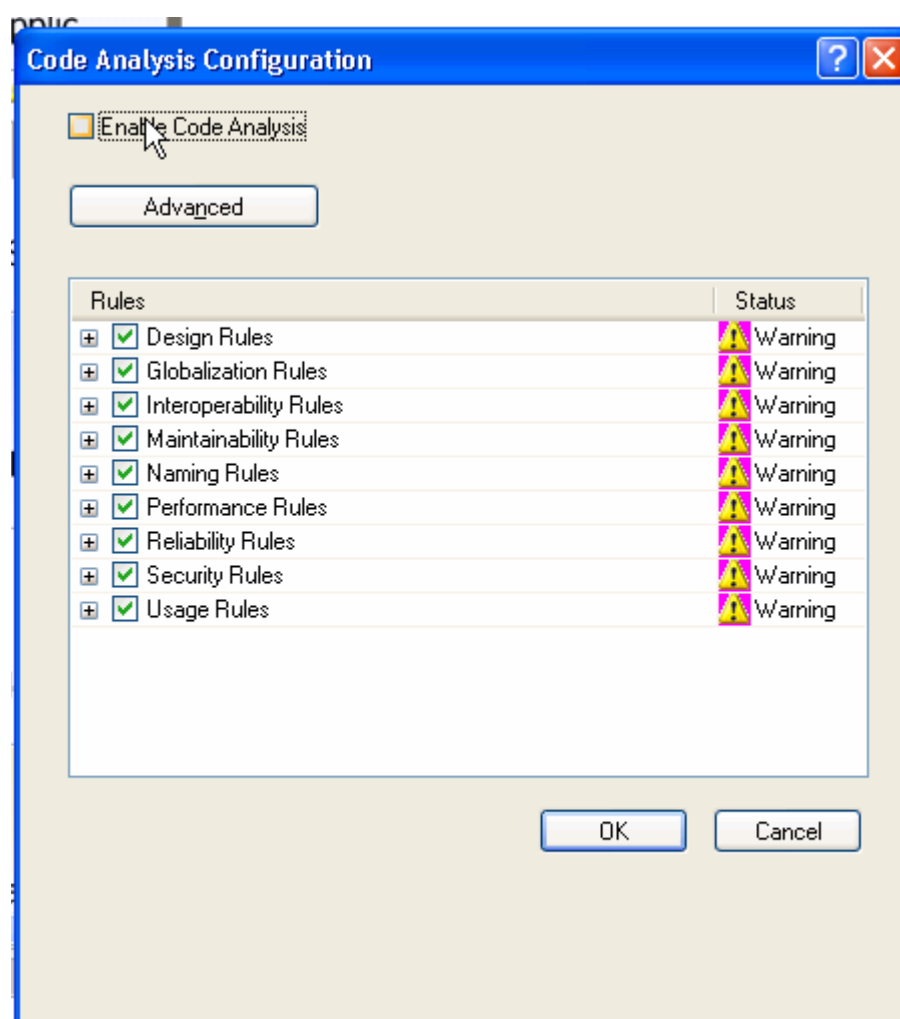 Code Analysis Configuration
Enable Code Analysis
Advanced
Rules Status
Design Rules Warning
Globalization Rules Warning
Interoperability Rules Warning
Maintainability Rules Warning
Naming Rules Warning
Performance Rules Warning
Reliability Rules Warning
Security Rules Warning
Usage Rules Warning
OK Cancel